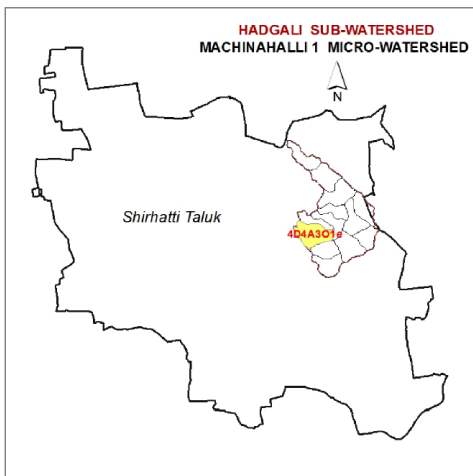 HADGALI SUB-WATERSHED
MACHINAHALLI 1 MICRO-WATERSHED
N
Shirhatti Taluk
4D4A3O1e